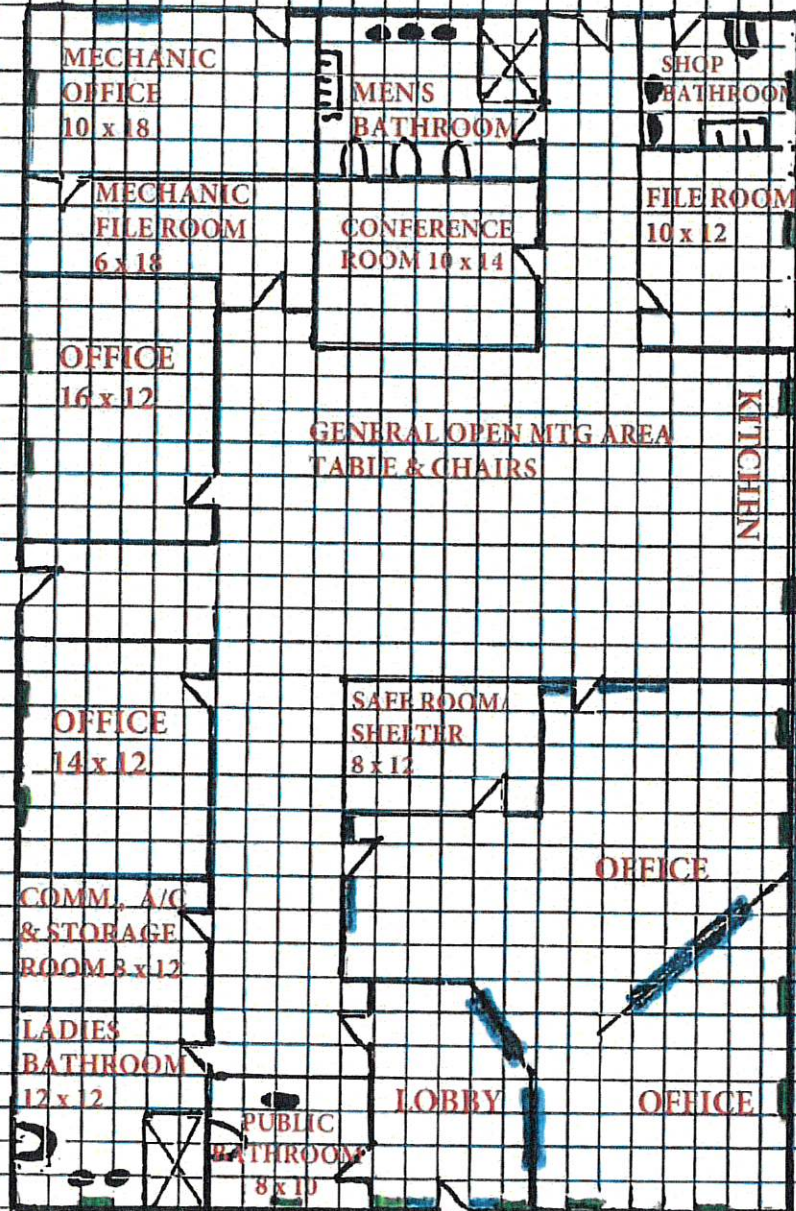 MECHANIC
OFFICE
10 x 18
MEN'S
BATHROOM
SHOP
BATHROOM
MECHANIC
FILE ROOM
6 x 18
CONFERENCE
ROOM 10 x 14
FILE ROOM
10 x 12
OFFICE
16 x 12
GENERAL OPEN MTG AREA
TABLE & CHAIRS
KITCHEN
OFFICE
14 x 12
SAFE ROOM/
SHELTER
8 x 12
OFFICE
COMM., A/C
& STORAGE
ROOM 8 x 12
LADIES
BATHROOM
12 x 12
PUBLIC
BATHROOM
8 x 10
LOBBY
OFFICE